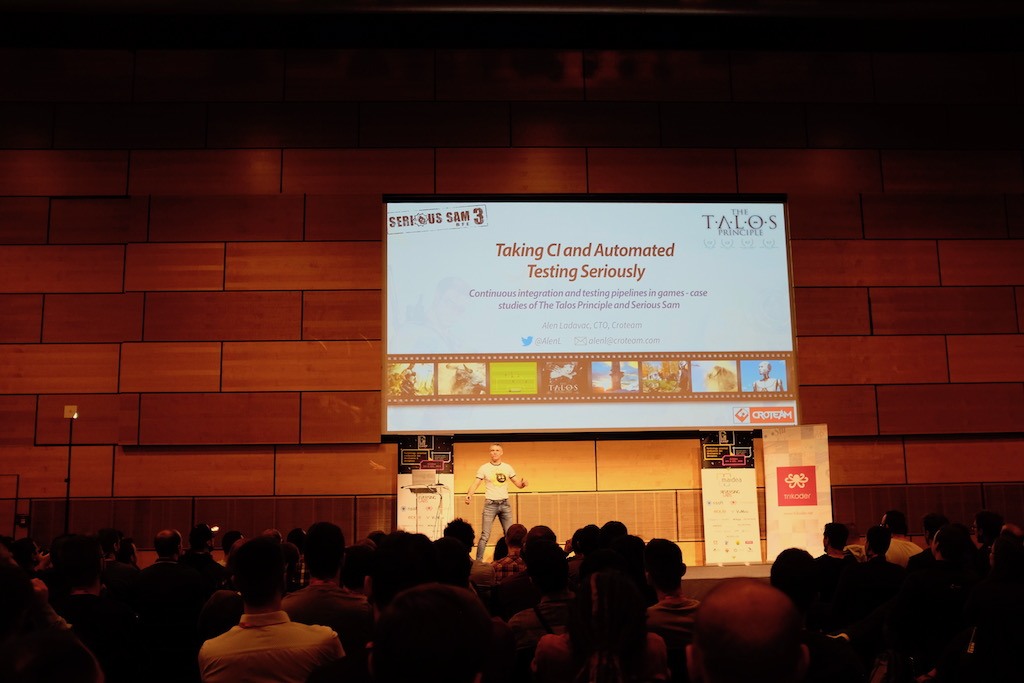 SERIOUS SAM 3
BFE
THE
TALOS
PRINCIPLE
Taking CI and Automated
Testing Seriously
Continuous integration and testing pipelines in games - case
studies of The Talos Principle and Serious Sam
Alen Ladavac, CTO, Croteam
@AlenL alenl@croteam.com
TALOS
CROTEAM
trikoder